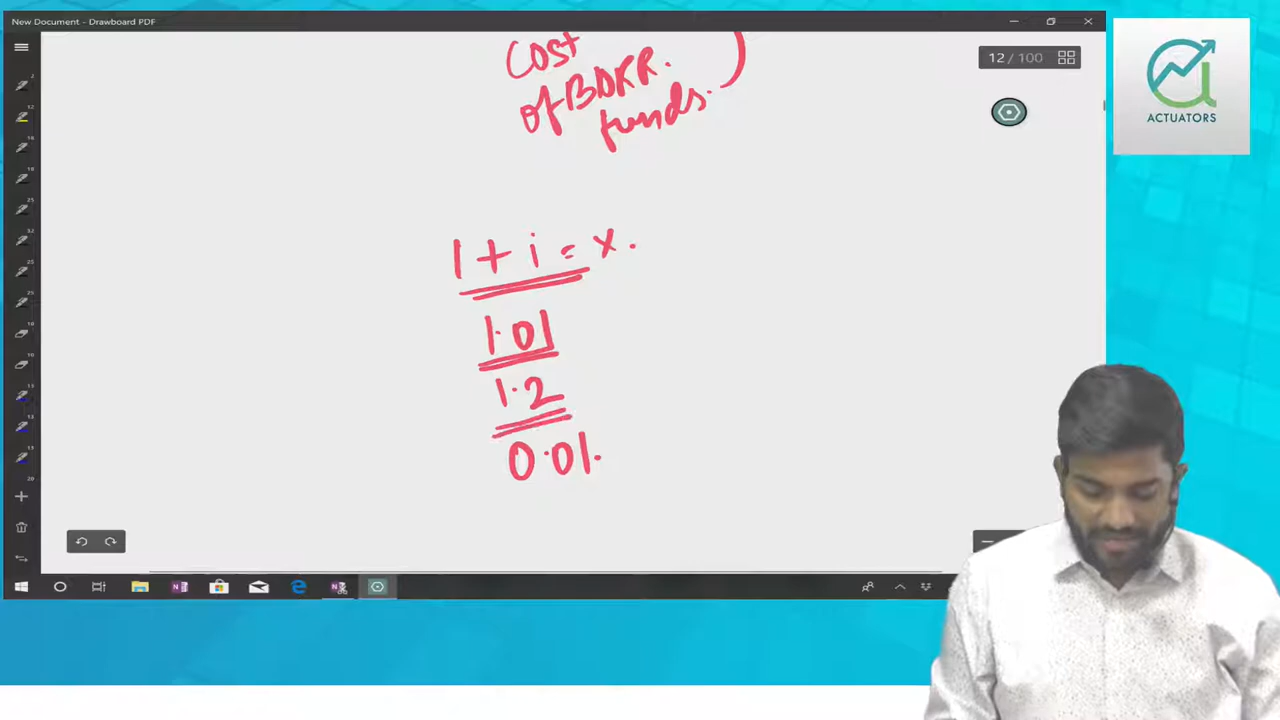 New Document - Drawboard PDF
12 / 100
Cost
of BORR.
funds.
1 + i = x.
1.01
1.2
0.01.
ACTUATORS